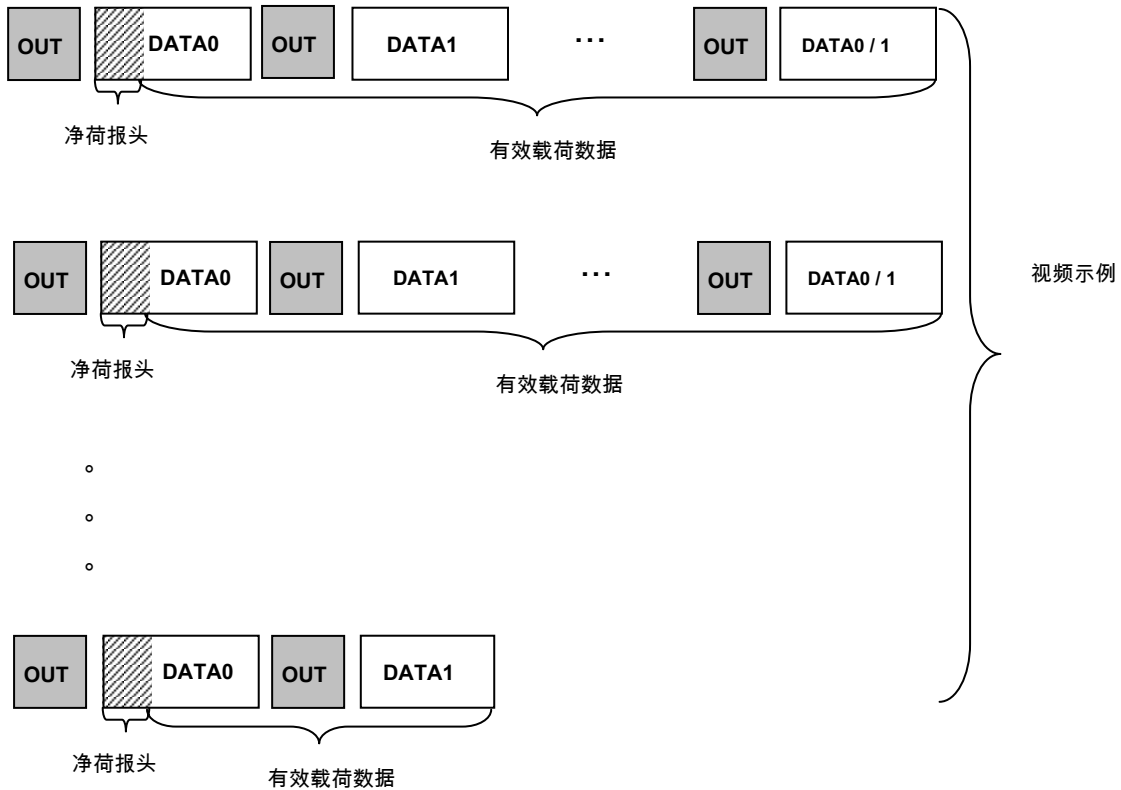 OUT DATA0 OUT DATA1 ... OUT DATA0 / 1
净荷报头
有效载荷数据
OUT DATA0 OUT DATA1 ... OUT DATA0 / 1
视频示例
净荷报头
有效载荷数据
。
。
。
OUT DATA0 OUT DATA1
净荷报头
有效载荷数据